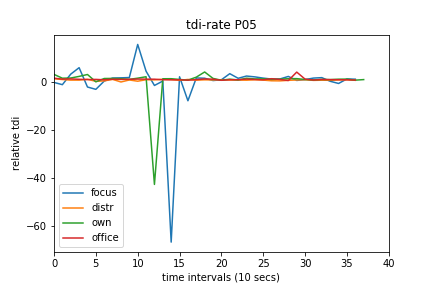 tdi-rate P05
relative tdi
0
−20
−40
−60
focus
distr
own
office
0 5 10 15 20 25 30 35 40
time intervals (10 secs)